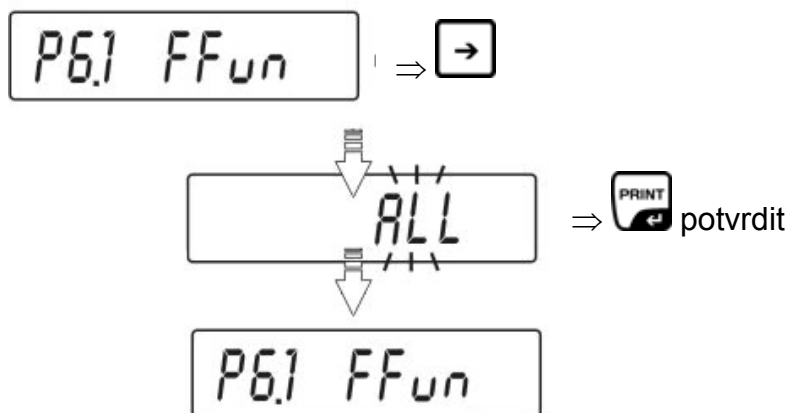 P6.1 FFun ⇒ →
ALL ⇒ PRINT potvrdit
P6.1 FFun